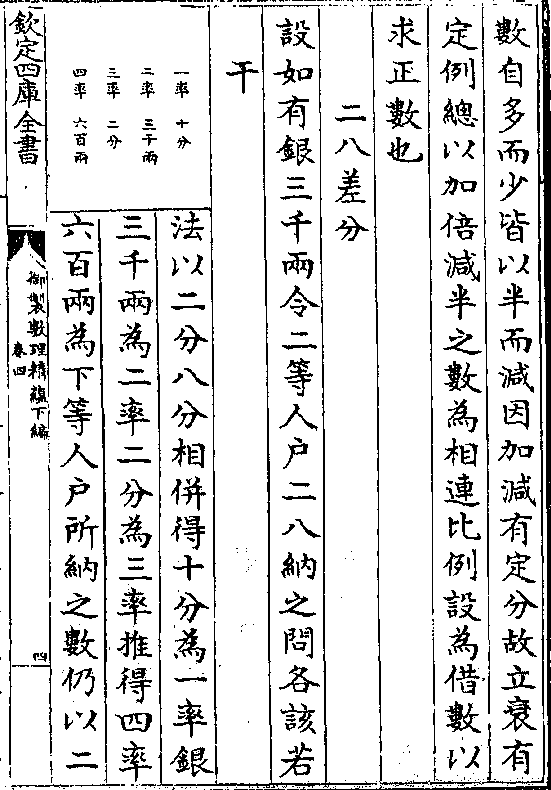 數自多而少皆以半而減因加減有定分故立衰有
定例總以加倍減半之數為相連比例設為借數以
求正數也
二八差分
設如有銀三千兩令二等人户二八納之問各該若
干
一率 十分
二率 三千兩
三率 二分
四率 六百兩
法以二分八分相併得十分為一率銀
三千兩為二率二分為三率推得四率
六百兩為下等人户所納之數仍以二
欽定四庫全書
御製數理精藴下編
卷四
四